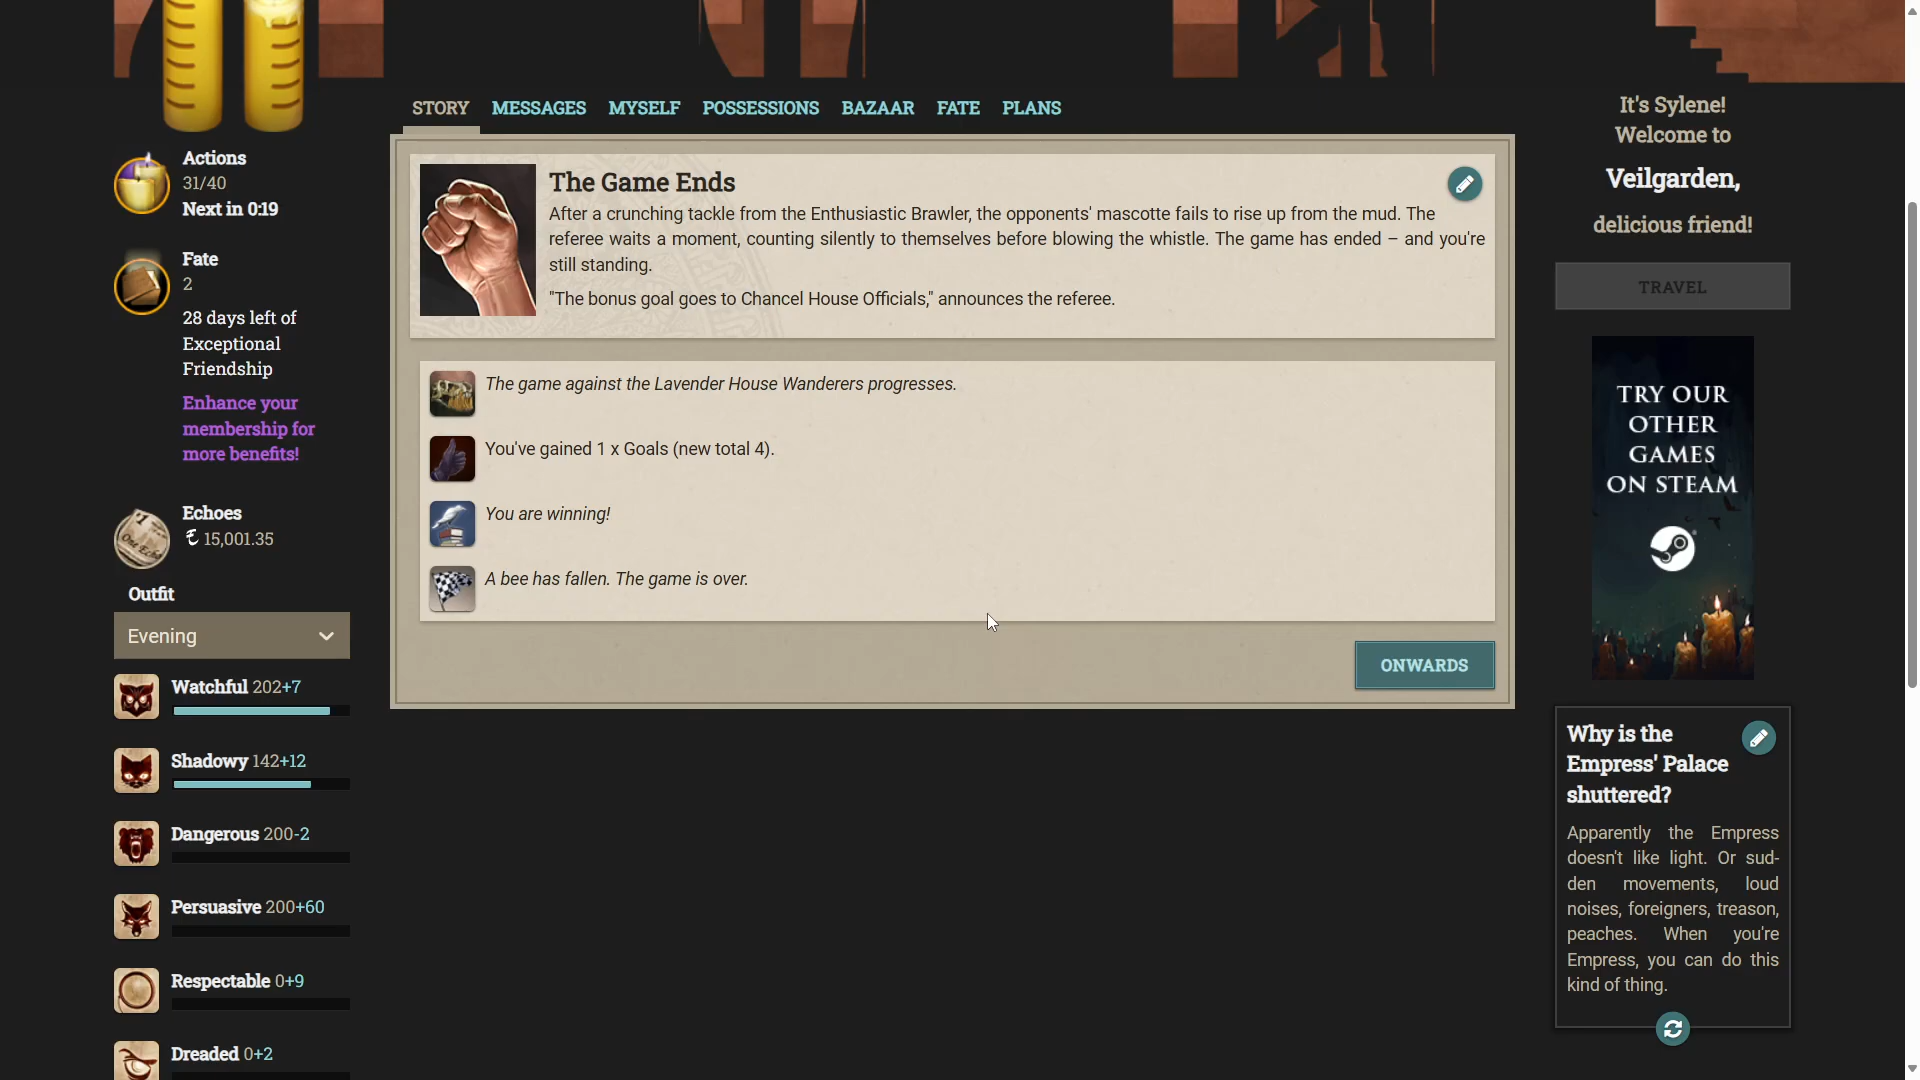 Actions
31/40
Next in 0:19
Fate
2
28 days left of
Exceptional
Friendship
Enhance your
membership for
more benefits!
Echoes
15,001.35
Outfit
Evening
Watchful 202+7
Shadowy 142+12
Dangerous 200-2
Persuasive 200+60
Respectable 0+9
Dreaded 0+2
STORY MESSAGES MYSELF POSSESSIONS BAZAAR FATE PLANS
The Game Ends
After a crunching tackle from the Enthusiastic Brawler, the opponents' mascotte fails to rise up from the mud. The
referee waits a moment, counting silently to themselves before blowing the whistle. The game has ended – and you're
still standing.
"The bonus goal goes to Chancel House Officials," announces the referee.
The game against the Lavender House Wanderers progresses.
You've gained 1 x Goals (new total 4).
You are winning!
A bee has fallen. The game is over.
ONWARDS
It's Sylene!
Welcome to
Veilgarden,
delicious friend!
TRAVEL
TRY OUR
OTHER
GAMES
ON STEAM
Why is the
Empress' Palace
shuttered?
Apparently the Empress
doesn't like light. Or sud-
den movements, loud
noises, foreigners, treason,
peaches. When you're
Empress, you can do this
kind of thing.